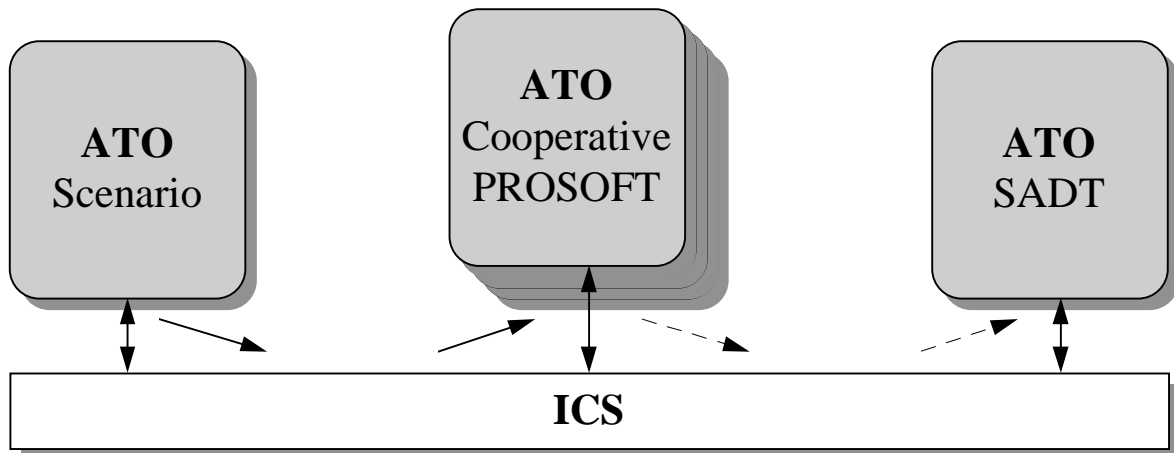 ATO
Scenario
ATO
Cooperative
PROSOFT
ATO
SADT
ICS